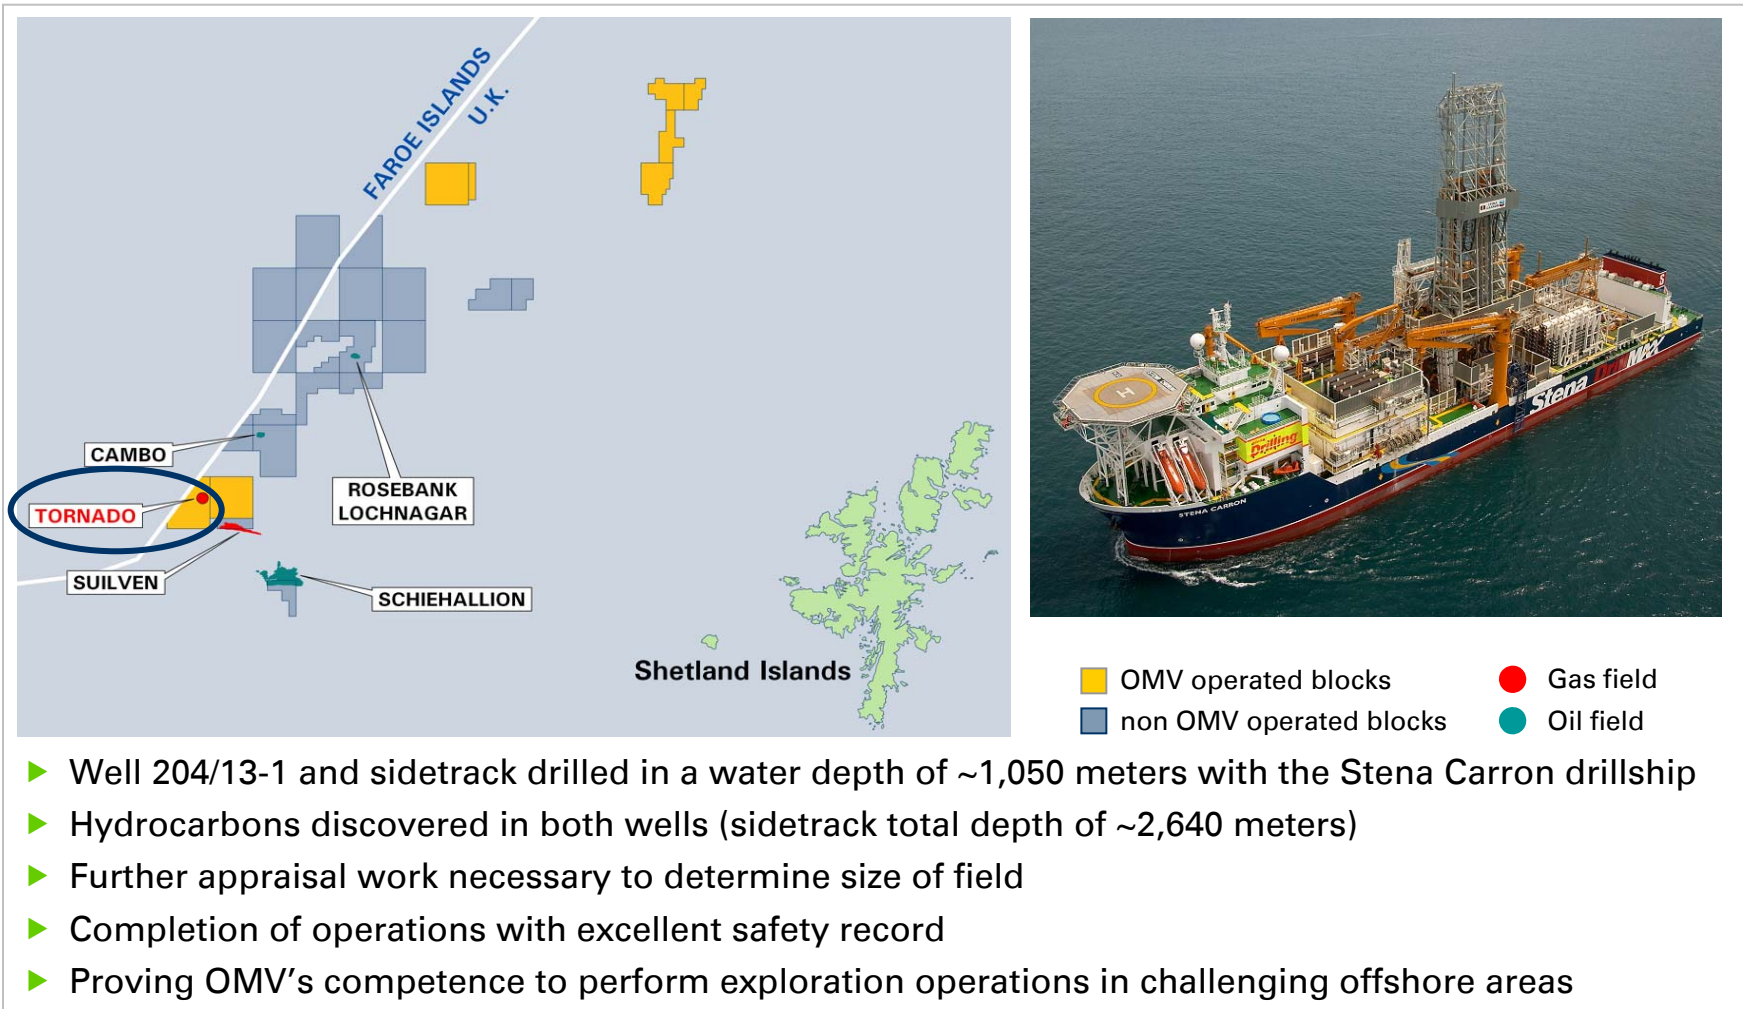 FAROE ISLANDS
U.K.
CAMBO
TORNADO
SUILVEN
ROSEBANK
LOCHNAGAR
SCHIEHALLION
Shetland Islands
Drilling
STENA CARRON
Stena DrillMAX
H
S
OMV operated blocks
non OMV operated blocks
Gas field
Oil field
Well 204/13-1 and sidetrack drilled in a water depth of ~1,050 meters with the Stena Carron drillship
Hydrocarbons discovered in both wells (sidetrack total depth of ~2,640 meters)
Further appraisal work necessary to determine size of field
Completion of operations with excellent safety record
Proving OMV’s competence to perform exploration operations in challenging offshore areas